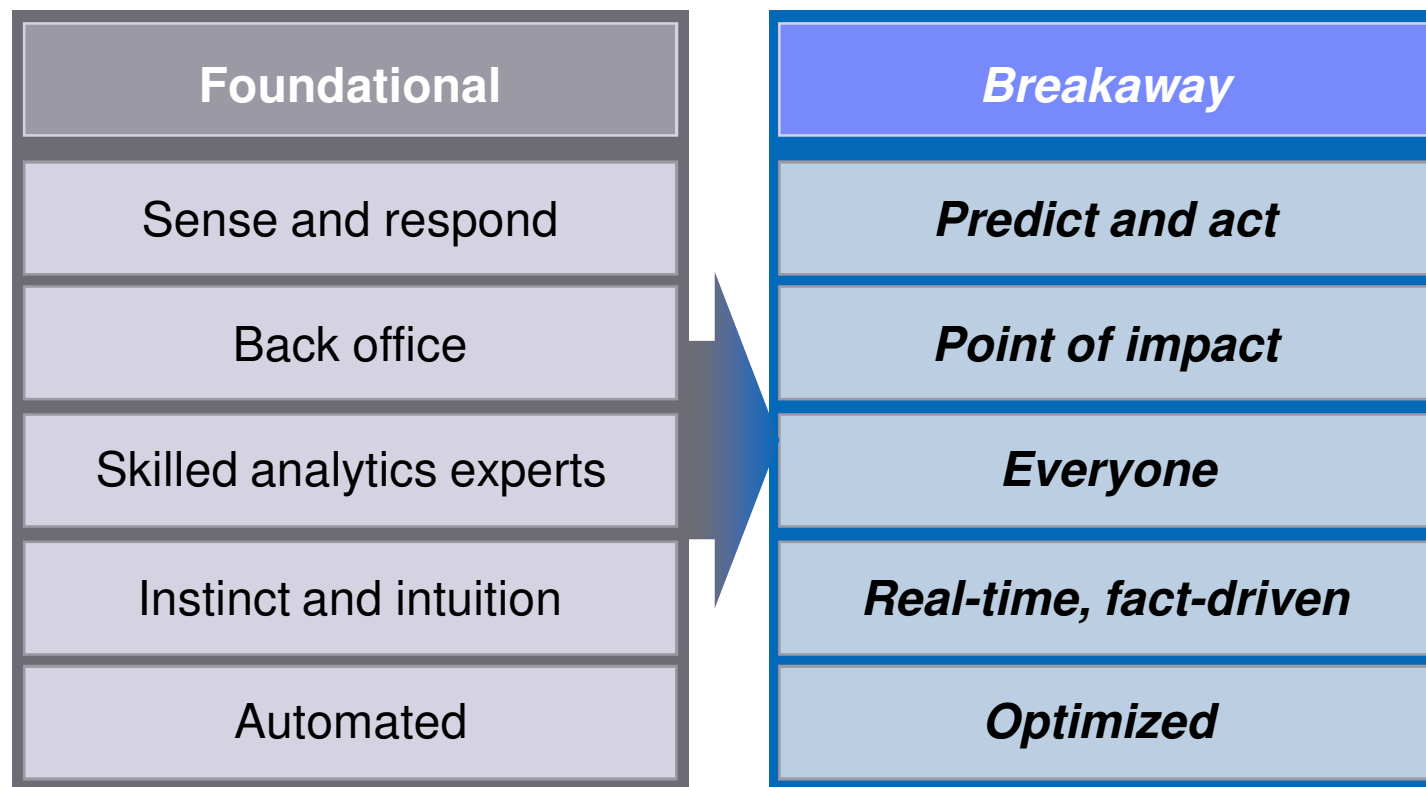 Foundational
Sense and respond
Back office
Skilled analytics experts
Instinct and intuition
Automated
Breakaway
Predict and act
Point of impact
Everyone
Real-time, fact-driven
Optimized